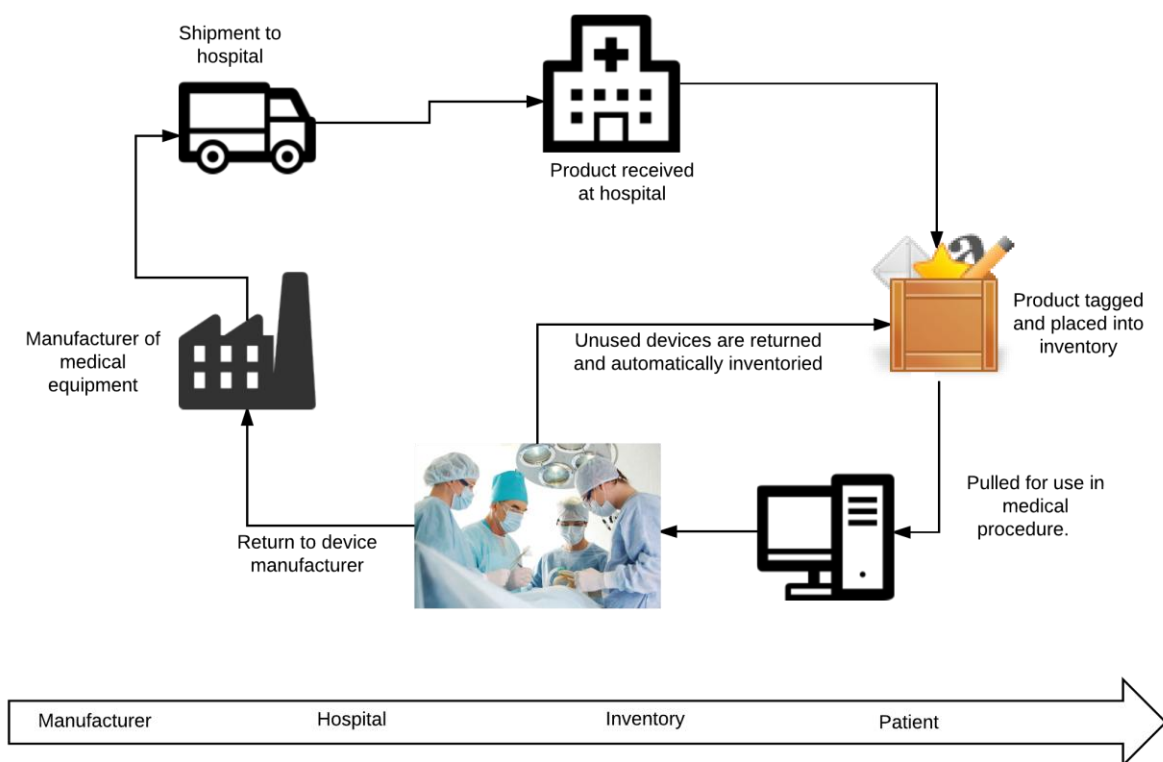 Shipment to
hospital
Product received
at hospital
Manufacturer of
medical
equipment
Unused devices are returned
and automatically inventoried
Product tagged
and placed into
inventory
Return to device
manufacturer
Pulled for use in
medical
procedure.
Manufacturer
Hospital
Inventory
Patient